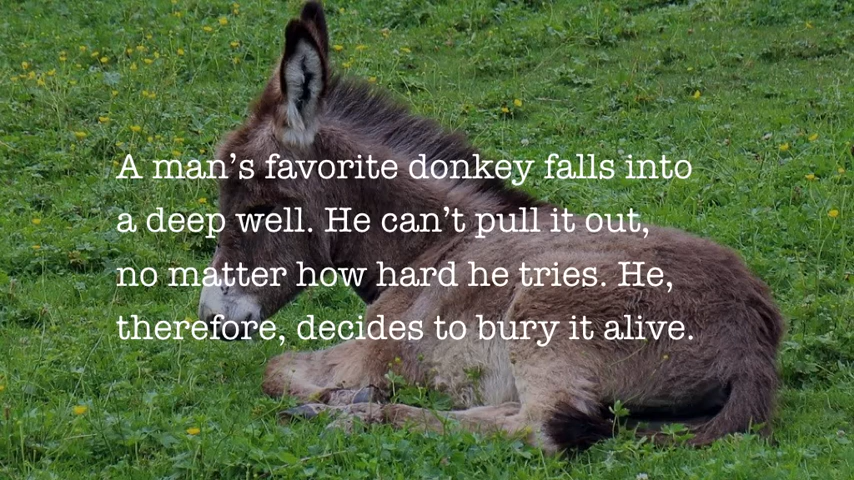 A man’s favorite donkey falls into
a deep well. He can’t pull it out,
no matter how hard he tries. He,
therefore, decides to bury it alive.